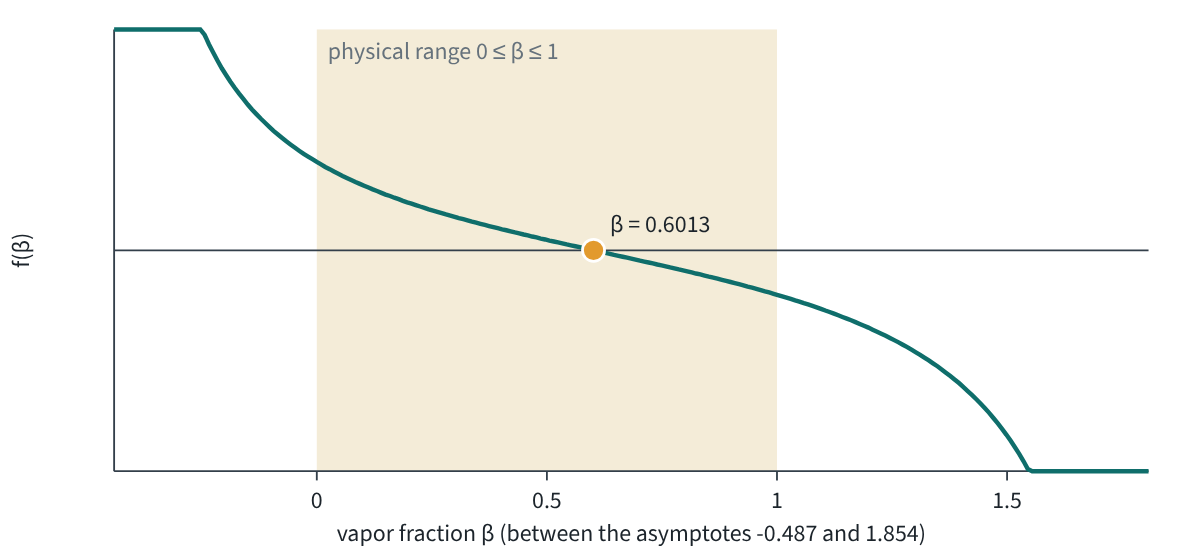 physical range 0 ≤ β ≤ 1
β = 0.6013
f(β)
0
0.5
1
1.5
vapor fraction β (between the asymptotes -0.487 and 1.854)